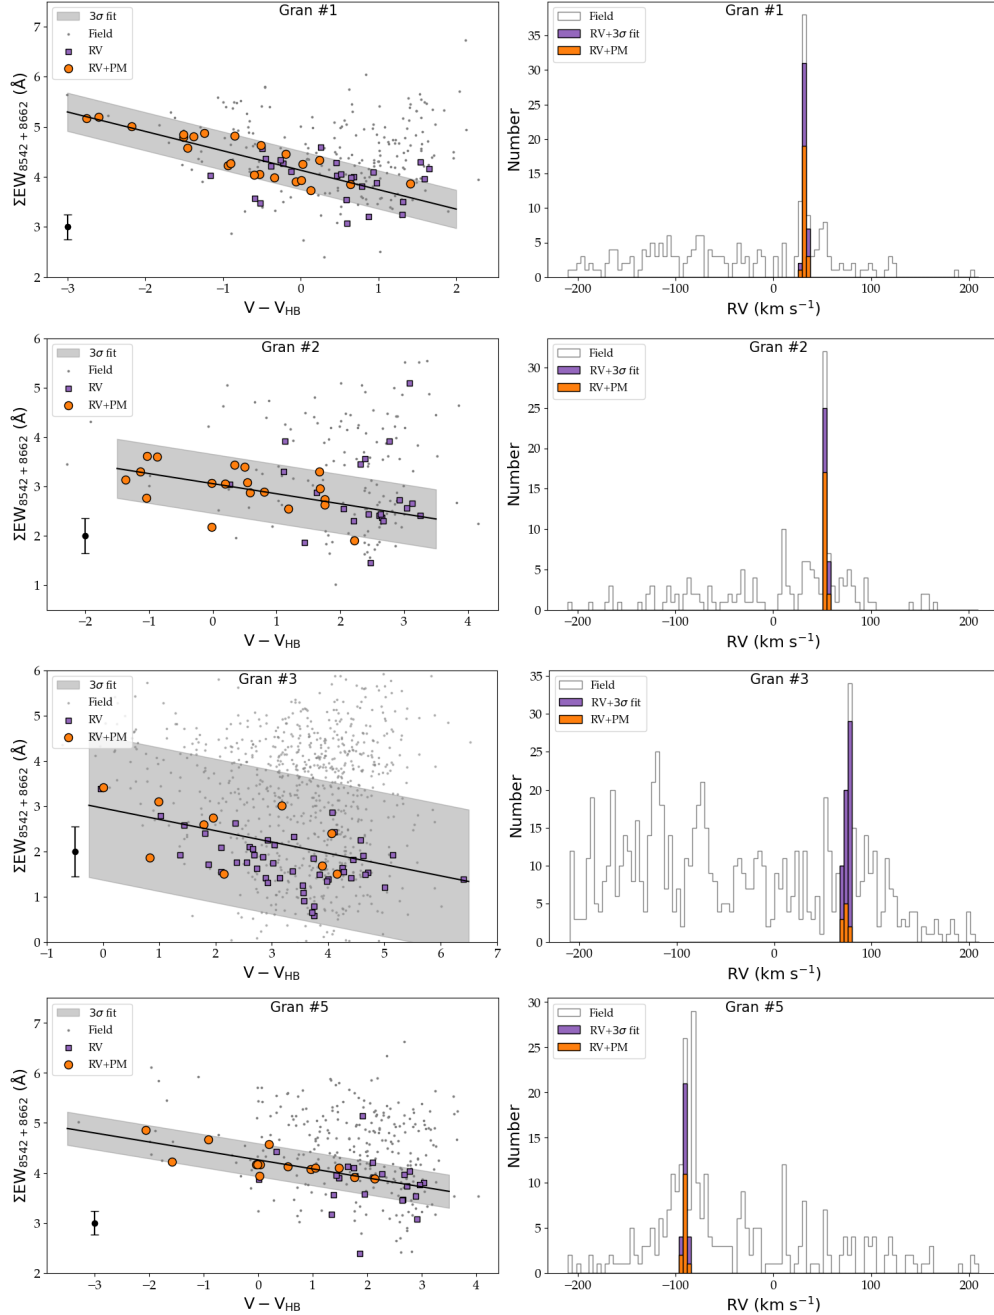 Gran #1
3σ fit
Field
RV
RV+PM
ΣEW8542 + 8662 (Å)
7
6
5
4
3
2
−3 −2 −1 0 1 2
V − VHB
Gran #1
Field
RV+3σ fit
RV+PM
Number
35
30
25
20
15
10
5
0
−200 −100 0 100 200
RV (km s−1)
Gran #2
3σ fit
Field
RV
RV+PM
ΣEW8542 + 8662 (Å)
6
5
4
3
2
1
−2 −1 0 1 2 3 4
V − VHB
Gran #2
Field
RV+3σ fit
RV+PM
Number
30
25
20
15
10
5
0
−200 −100 0 100 200
RV (km s−1)
Gran #3
3σ fit
Field
RV
RV+PM
ΣEW8542 + 8662 (Å)
6
5
4
3
2
1
0
−1 0 1 2 3 4 5 6 7
V − VHB
Gran #3
Field
RV+3σ fit
RV+PM
Number
35
30
25
20
15
10
5
0
−200 −100 0 100 200
RV (km s−1)
Gran #5
3σ fit
Field
RV
RV+PM
ΣEW8542 + 8662 (Å)
7
6
5
4
3
2
−3 −2 −1 0 1 2 3 4
V − VHB
Gran #5
Field
RV+3σ fit
RV+PM
Number
30
25
20
15
10
5
0
−200 −100 0 100 200
RV (km s−1)